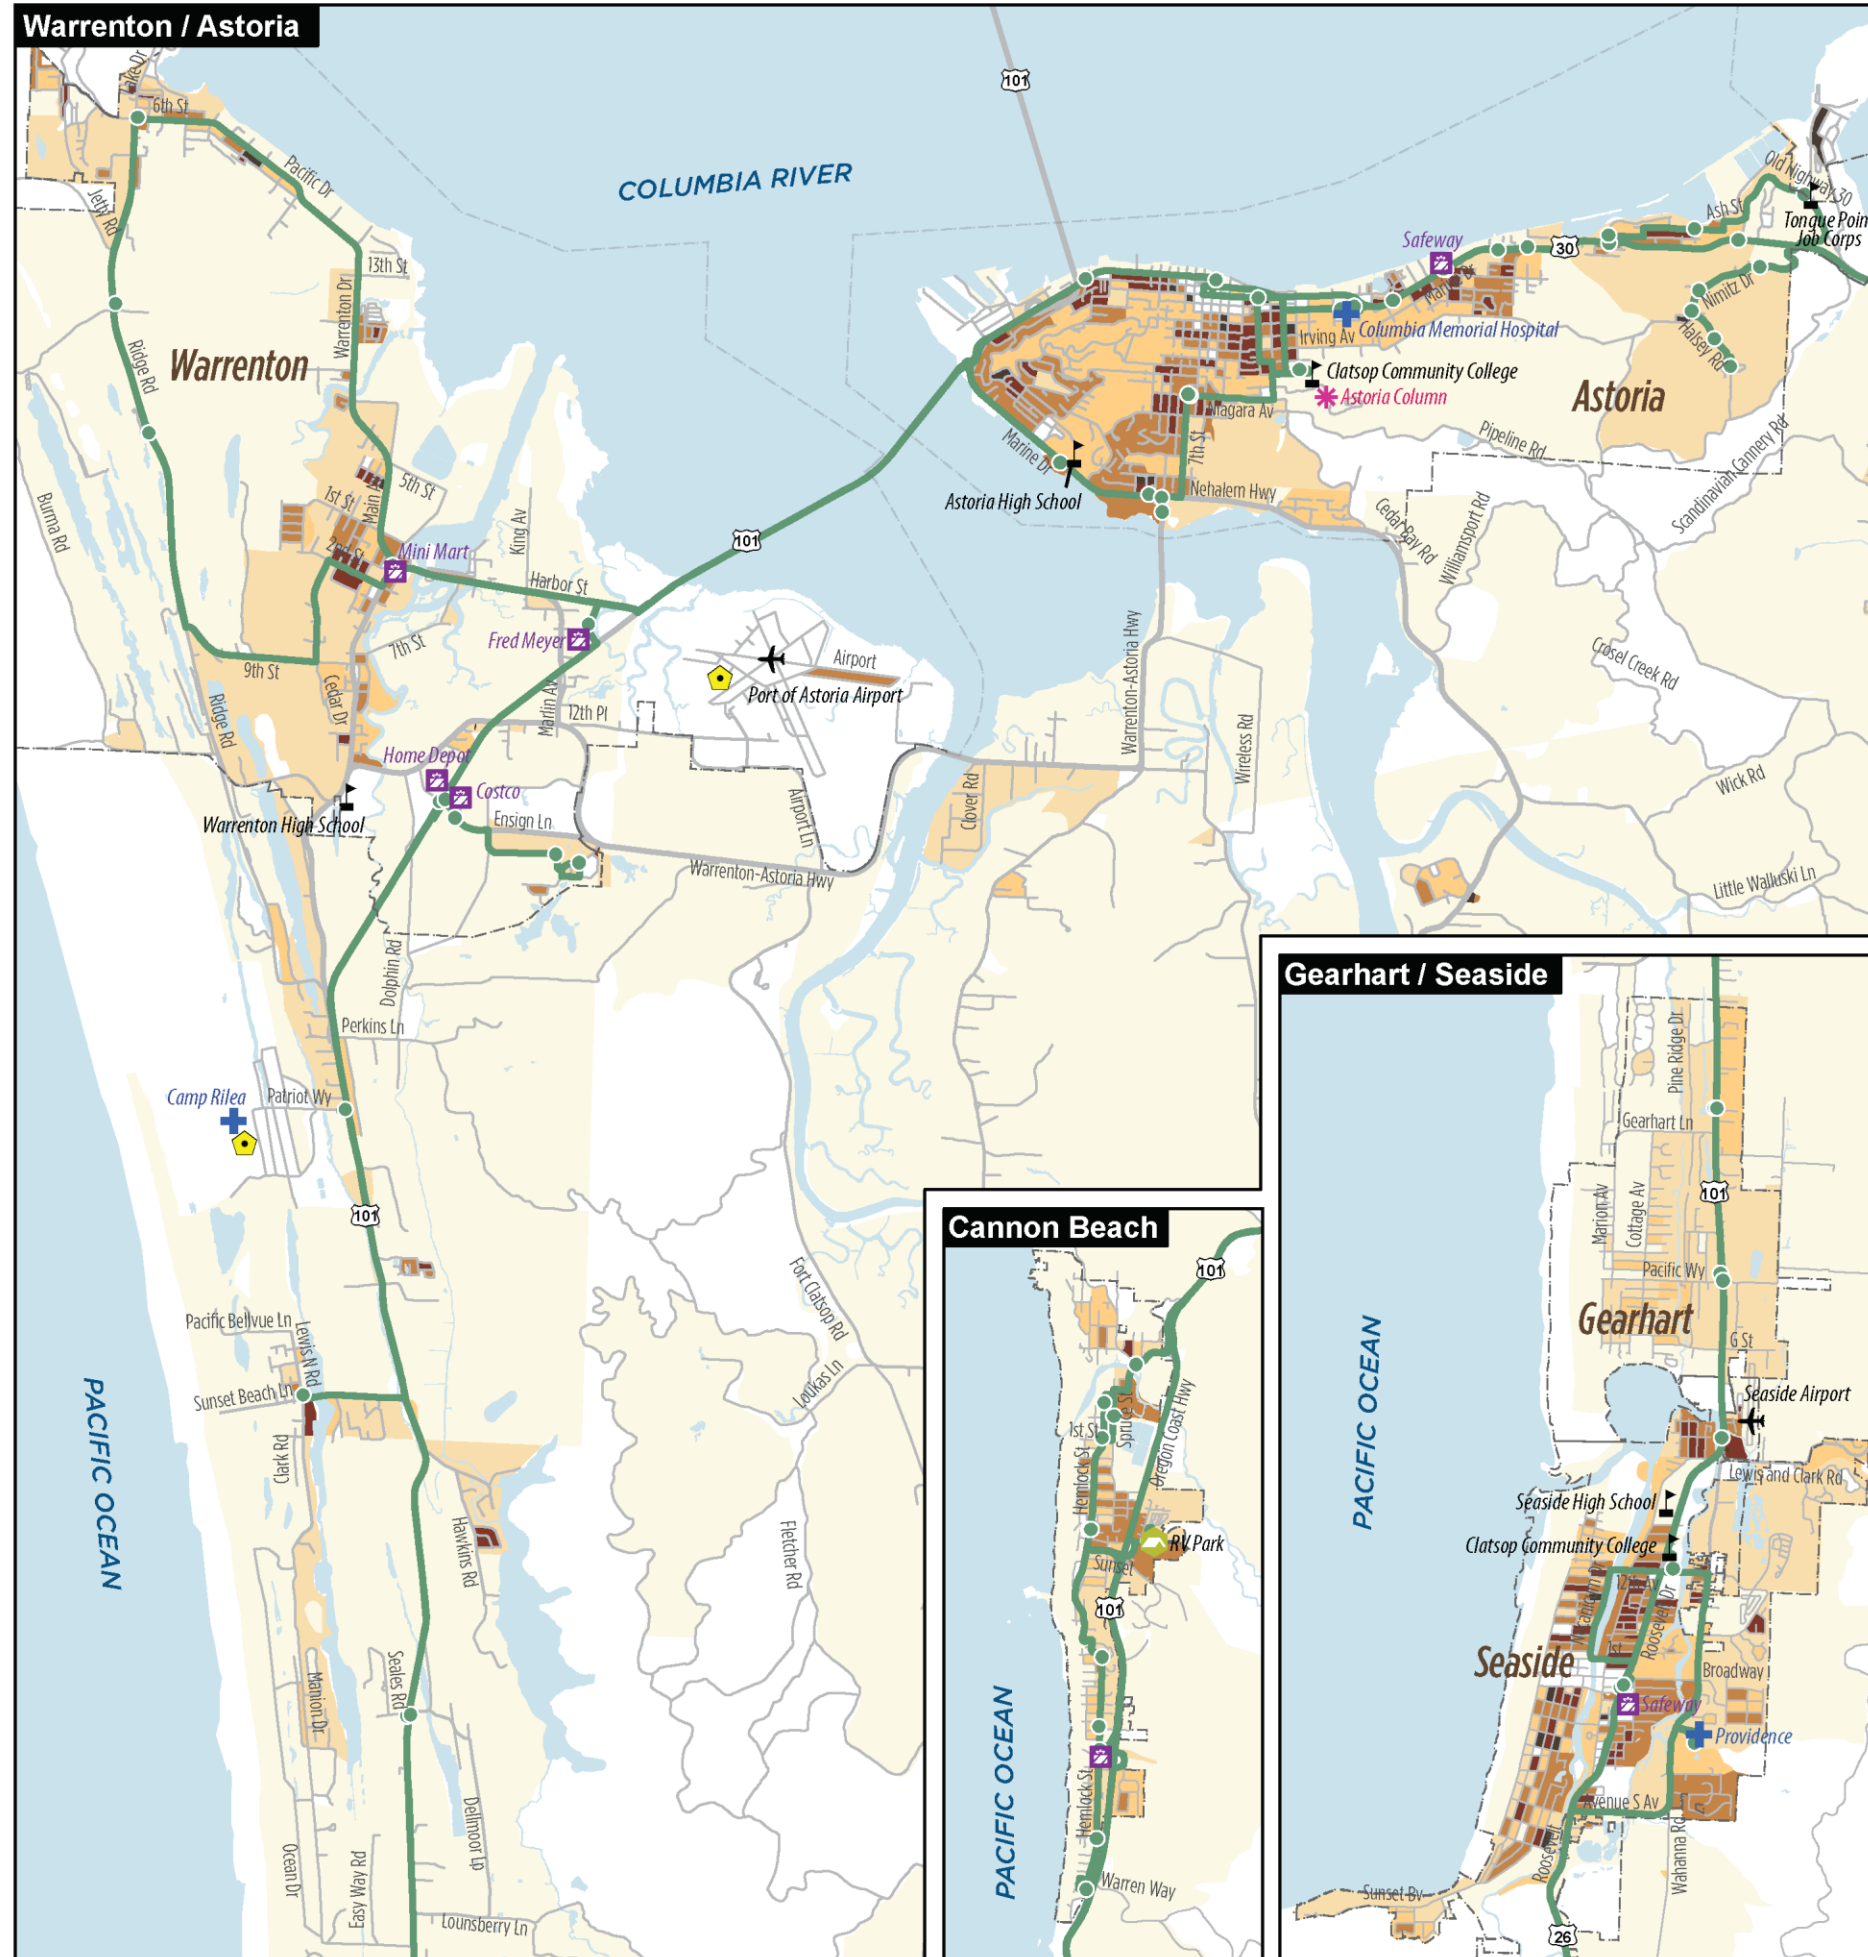 Warrenton / Astoria
101
Lake Dr
6th St
Pacific Dr
COLUMBIA RIVER
Jetty Rd
13th St
Warrenton Dr
Ridge Rd
Warrenton
Burma Rd
1st St
Main
5th St
2nd St
Mini Mart
King Av
Harbor St
101
Fred Meyer
7th St
9th St
Cedar Dr
Ridge Rd
Marlin Av
12th Pl
Airport
Port of Astoria Airport
Home Depot
Costco
Ensign Ln
Warrenton High School
Airport Ln
Warrenton-Astoria Hwy
Dolphin Rd
Perkins Ln
Camp Rilea
Patriot Wy
101
Pacific Bellvue Ln
Lewis N Rd
Sunset Beach Ln
Clark Rd
PACIFIC OCEAN
Hawkins Rd
Manion Dr
Seales Rd
Ocean Dr
Easy Way Rd
Dellmoor Lp
Lounsberry Ln
Fort Clatsop Rd
Loukas Ln
Fletcher Rd
Safeway
30
Ash St
Old Highway 30
Tongue Poin
Job Corps
Marine Dr
Nimitz Dr
Halsey Rd
Columbia Memorial Hospital
Irving Av
Clatsop Community College
Astoria Column
Astoria
Niagara Av
7th St
Marine Dr
Astoria High School
Nehalem Hwy
Pipeline Rd
Scandinavian Cannery Rd
Cedar Bay Rd
Williamsport Rd
Crosel Creek Rd
Warrenton-Astoria Hwy
Wireless Rd
Clover Rd
Wick Rd
Little Walluski Ln
Cannon Beach
101
1st St
Spruce St
Hemlock St
Oregon Coast Hwy
RV Park
Sunset
101
PACIFIC OCEAN
Hemlock St
Warren Way
Gearhart / Seaside
Pine Ridge Dr
Gearhart Ln
101
Marion Av
Cottage Av
Pacific Wy
Gearhart
G St
PACIFIC OCEAN
Seaside Airport
Lewis and Clark Rd
Seaside High School
Clatsop Community College
12th Av
Roosevelt Dr
1st
Seaside
Broadway
Safeway
Providence
Avenue S Av
Roosevelt
Wahanna Rd
Sunset Bv
26